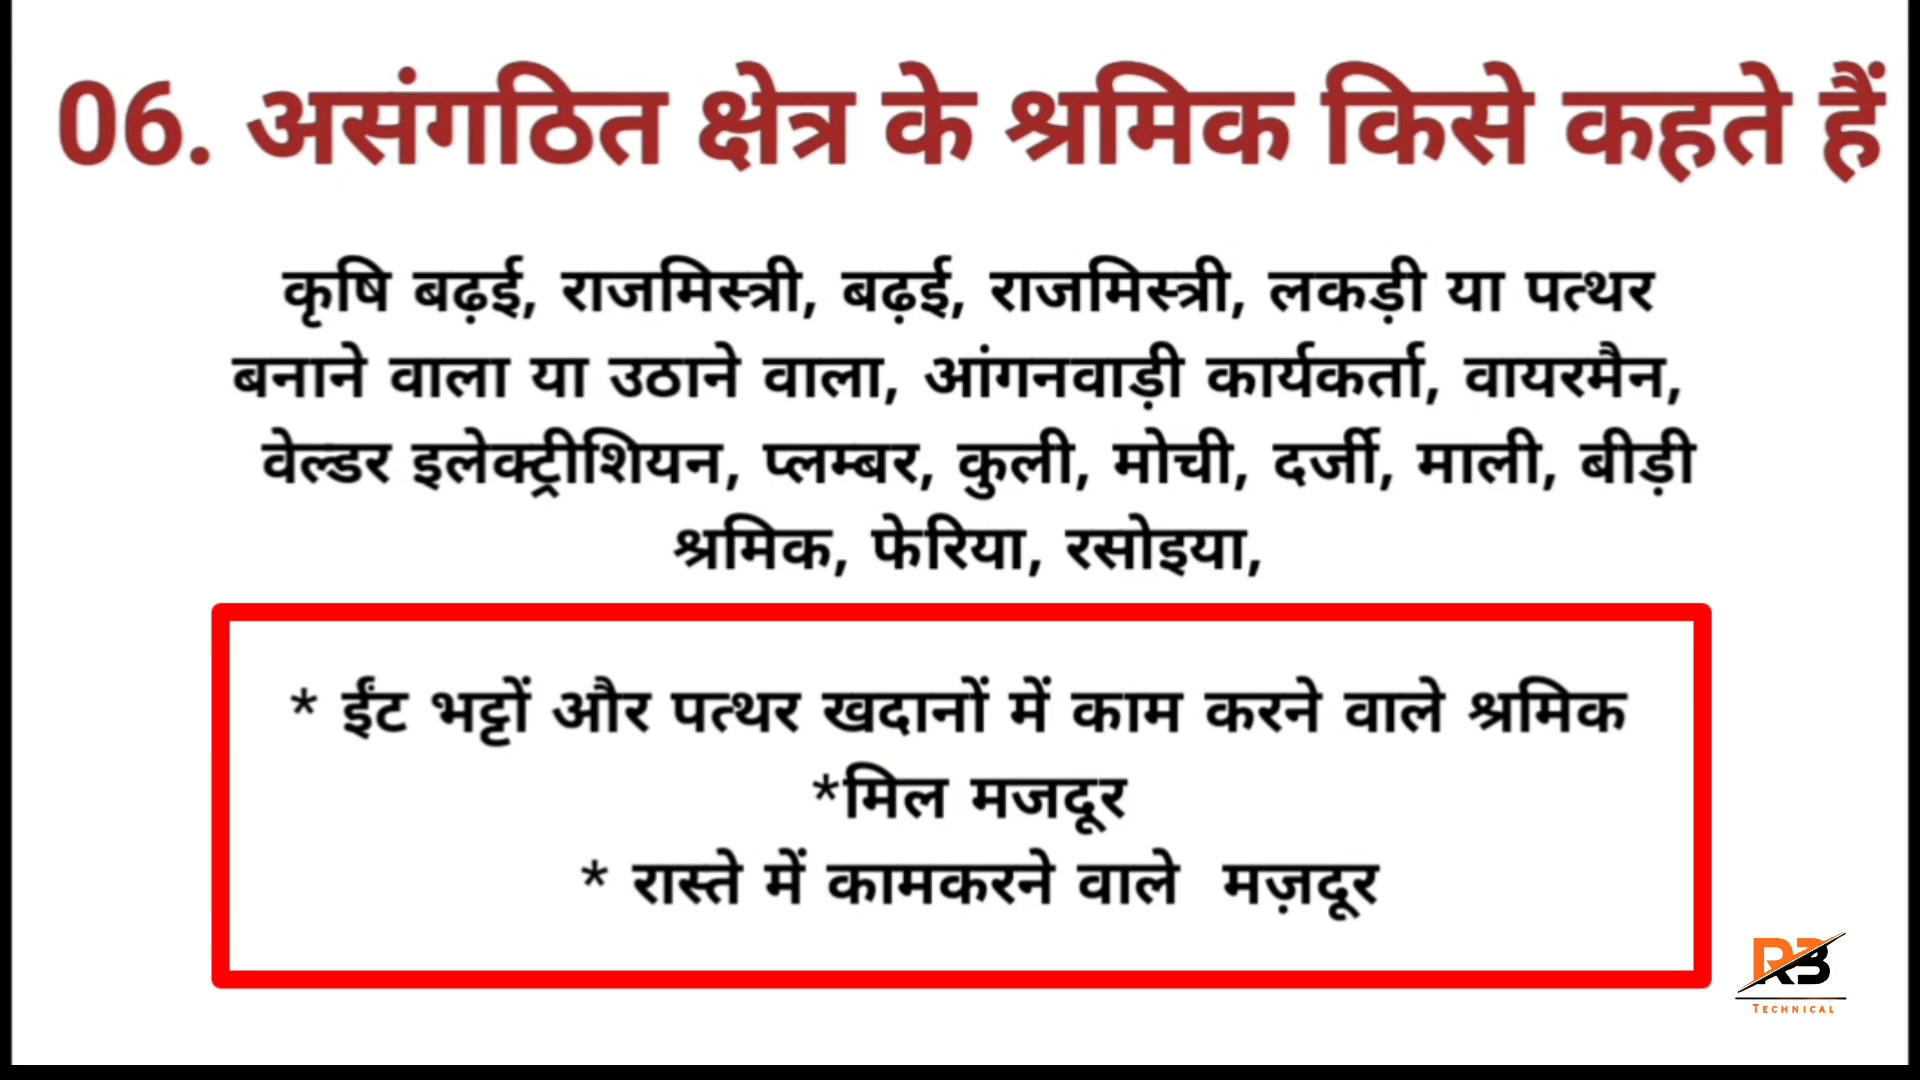 06. असंगठित क्षेत्र के श्रमिक किसे कहते हैं
कृषि बढ़ई, राजमिस्त्री, बढ़ई, राजमिस्त्री, लकड़ी या पत्थर
बनाने वाला या उठाने वाला, आंगनवाड़ी कार्यकर्ता, वायरमैन,
वेल्डर इलेक्ट्रीशियन, प्लम्बर, कुली, मोची, दर्जी, माली, बीड़ी
श्रमिक, फेरिया, रसोइया,
* ईंट भट्टों और पत्थर खदानों में काम करने वाले श्रमिक
*मिल मजदूर
* रास्ते में कामकरने वाले  मज़दूर
RB
TECHNICAL